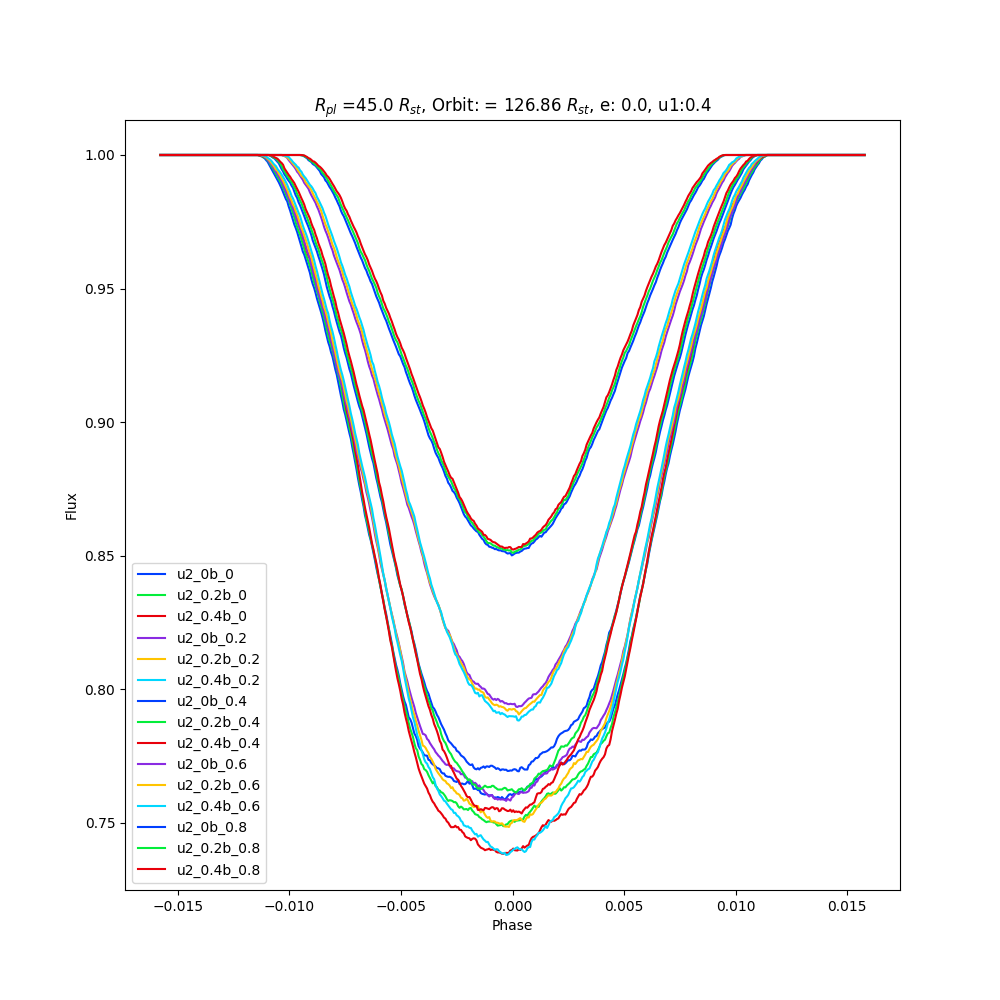 R_pl =45.0 R_st, Orbit: = 126.86 R_st, e: 0.0, u1:0.4
1.00
0.95
0.90
0.85
0.80
0.75
Flux
u2_0b_0
u2_0.2b_0
u2_0.4b_0
u2_0b_0.2
u2_0.2b_0.2
u2_0.4b_0.2
u2_0b_0.4
u2_0.2b_0.4
u2_0.4b_0.4
u2_0b_0.6
u2_0.2b_0.6
u2_0.4b_0.6
u2_0b_0.8
u2_0.2b_0.8
u2_0.4b_0.8
−0.015 −0.010 −0.005 0.000 0.005 0.010 0.015
Phase